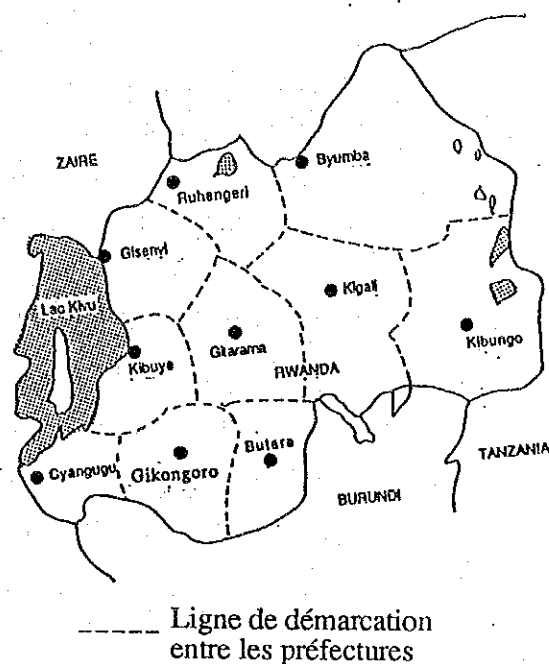 ZAIRE
Byumba
Ruhengeri
Gisenyi
Lac Kivu
Kigali
Kibungo
Kibuye
Gitarama
RWANDA
Butare
Cyangugu
Gikongoro
TANZANIA
BURUNDI
Ligne de démarcation
entre les préfectures